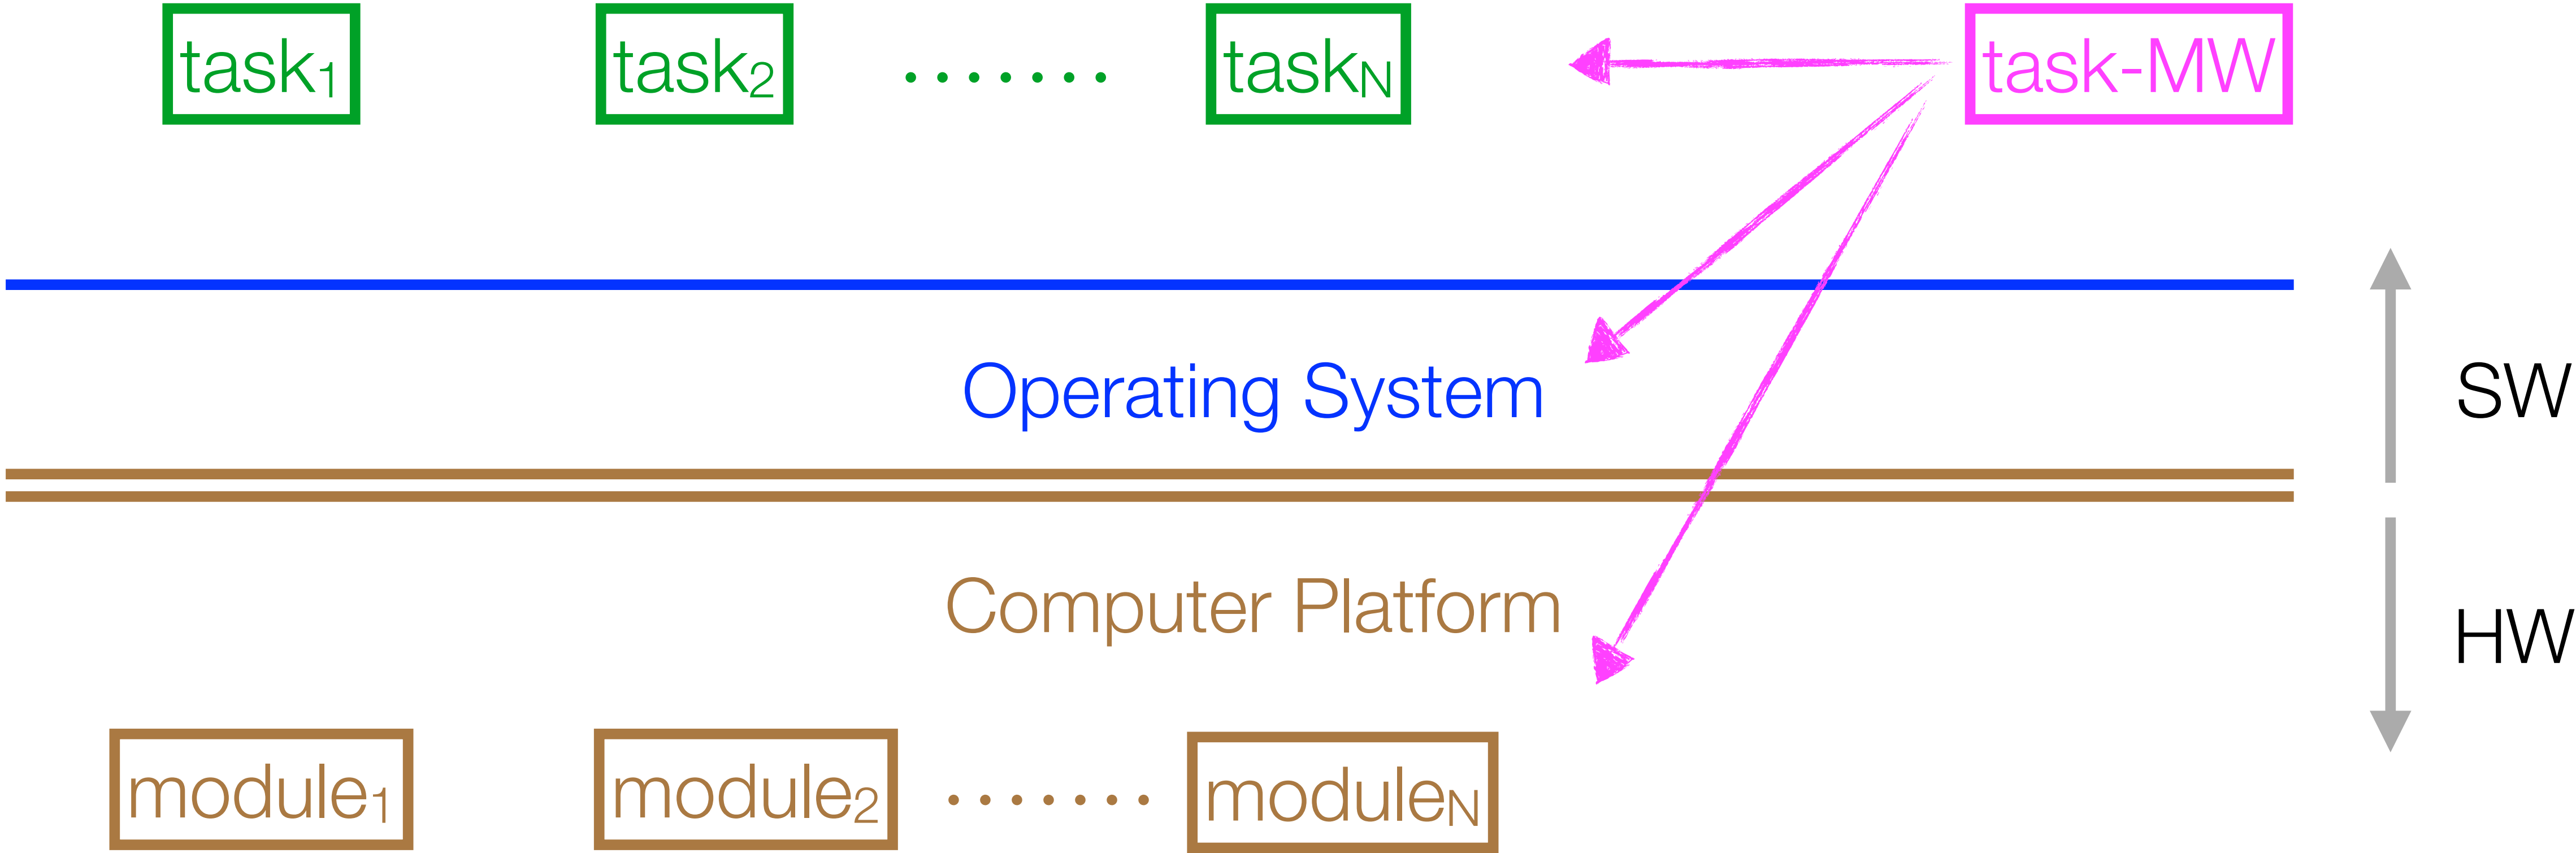 task₁ task₂ ....... taskN task-MW
Operating System SW
Computer Platform HW
module₁ module₂ ....... moduleN